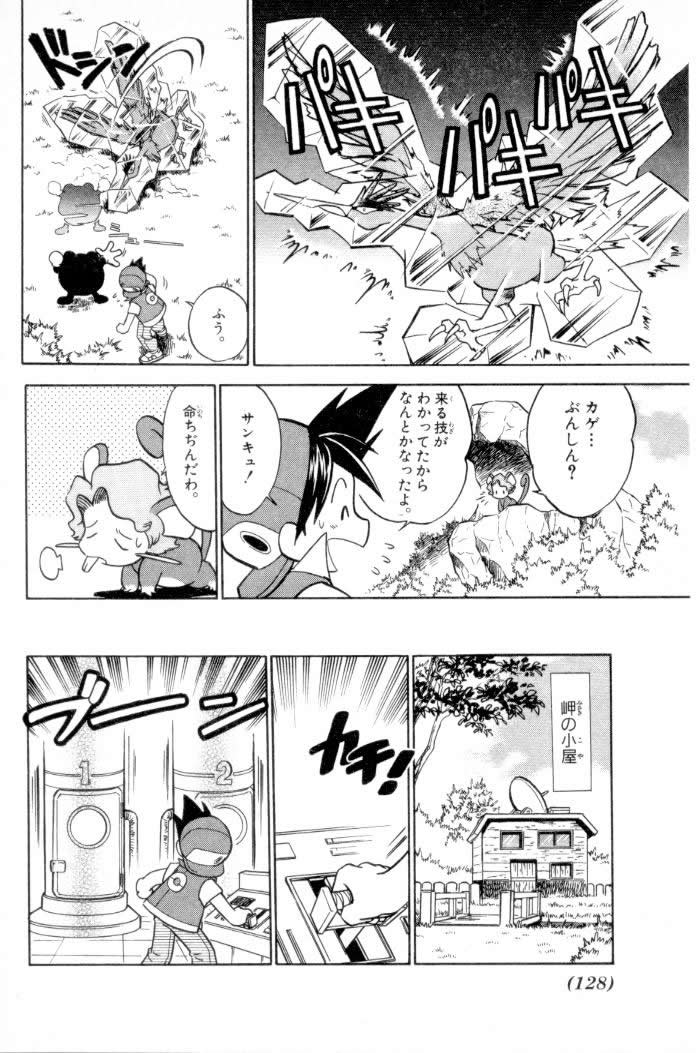 パキ
パキ
パキ
ドシン
ふう。
カゲ…
ぶんしん?
来る技が
わかってたから
なんとかなったよ。
サンキュ!
命ぢぢんだわ。
岬の小屋
カチ!
ブーン
1
2
(128)